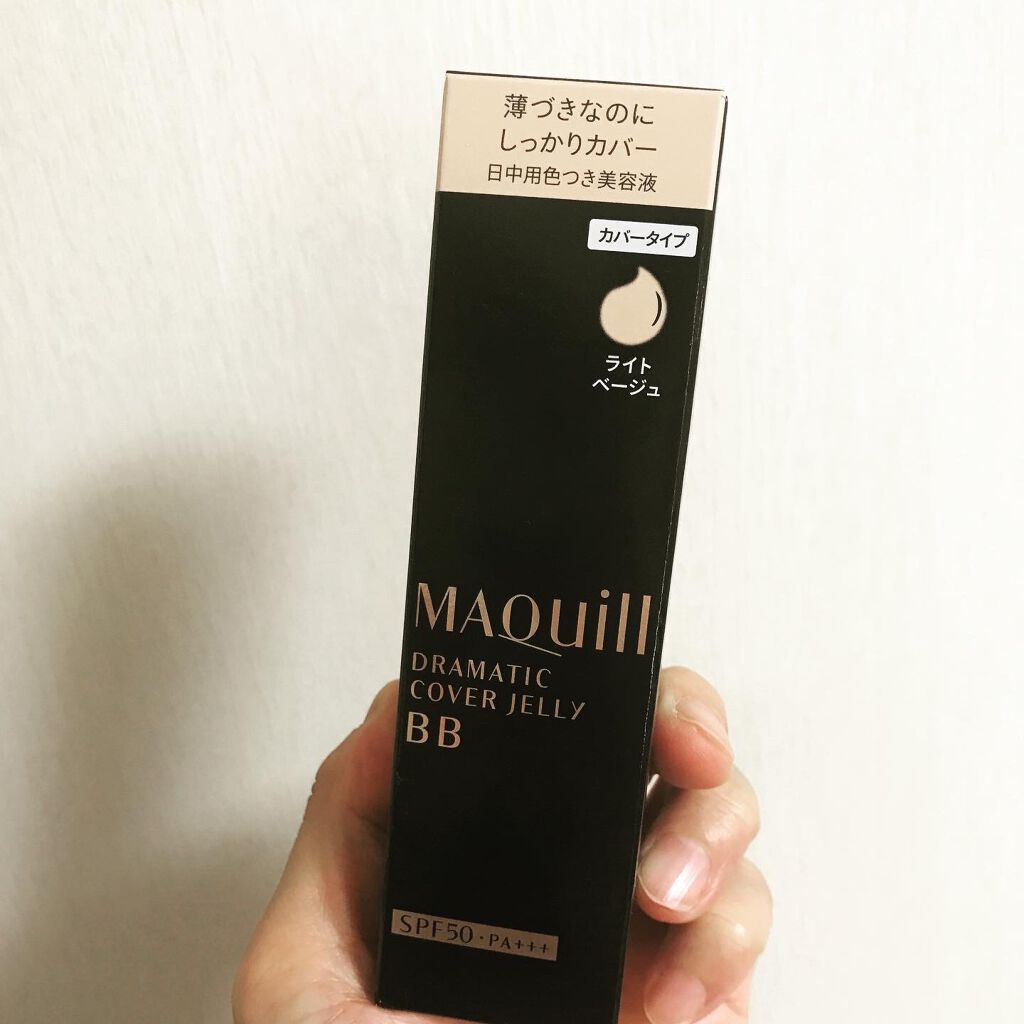 薄づきなのに
しっかりカバー
日中用色つき美容液
カバータイプ
ライト
ベージュ
MAQuill
DRAMATIC
COVER JELLY
BB
SPF50・PA+++